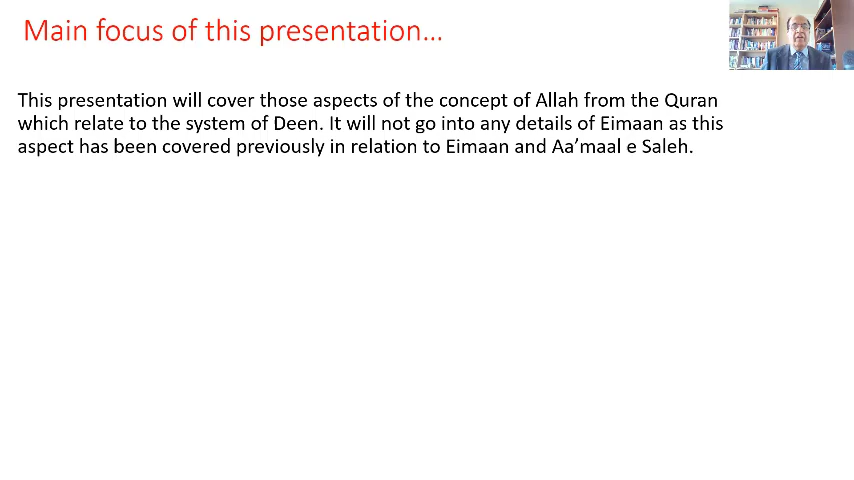 Main focus of this presentation...
This presentation will cover those aspects of the concept of Allah from the Quran
which relate to the system of Deen. It will not go into any details of Eimaan as this
aspect has been covered previously in relation to Eimaan and Aa’maal e Saleh.